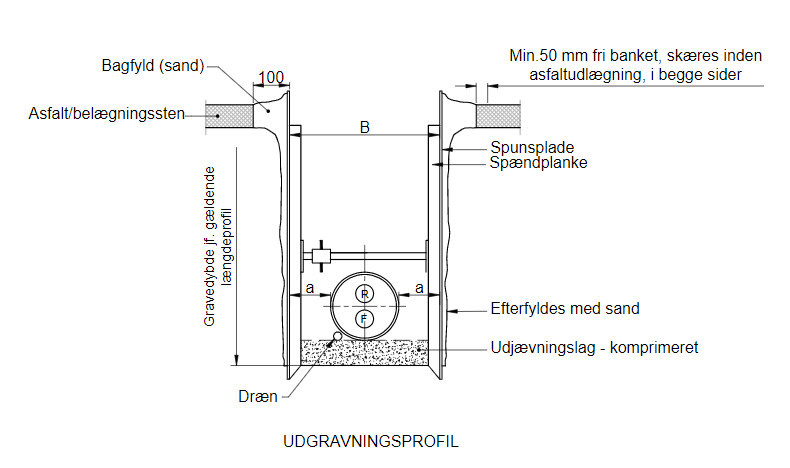 Min.50 mm fri banket, skæres inden
asfaltudlægning, i begge sider
Bagfyld (sand)
100
Asfalt/belægningssten
B
Spunsplade
Spændplanke
Gravedybde jf. gældende
længdeprofil
a
a
R
F
Efterfyldes med sand
Udjævningslag - komprimeret
Dræn
UDGRAVNINGSPROFIL